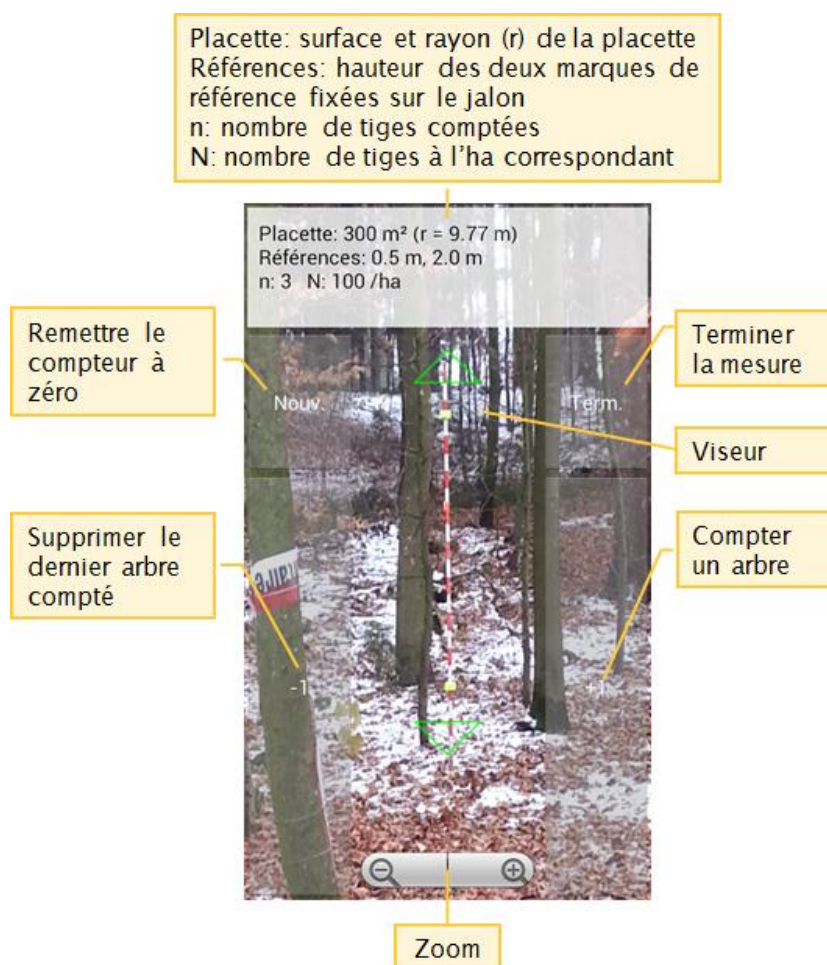 Placette: surface et rayon (r) de la placette
Références: hauteur des deux marques de
référence fixées sur le jalon
n: nombre de tiges comptées
N: nombre de tiges à l'ha correspondant
Placette: 300 m² (r = 9.77 m)
Références: 0.5 m, 2.0 m
n: 3 N: 100 /ha
Remettre le
compteur à
zéro
Nouv.
Term.
Terminer
la mesure
Viseur
Supprimer le
dernier arbre
compté
Compter
un arbre
-1
+1
Zoom